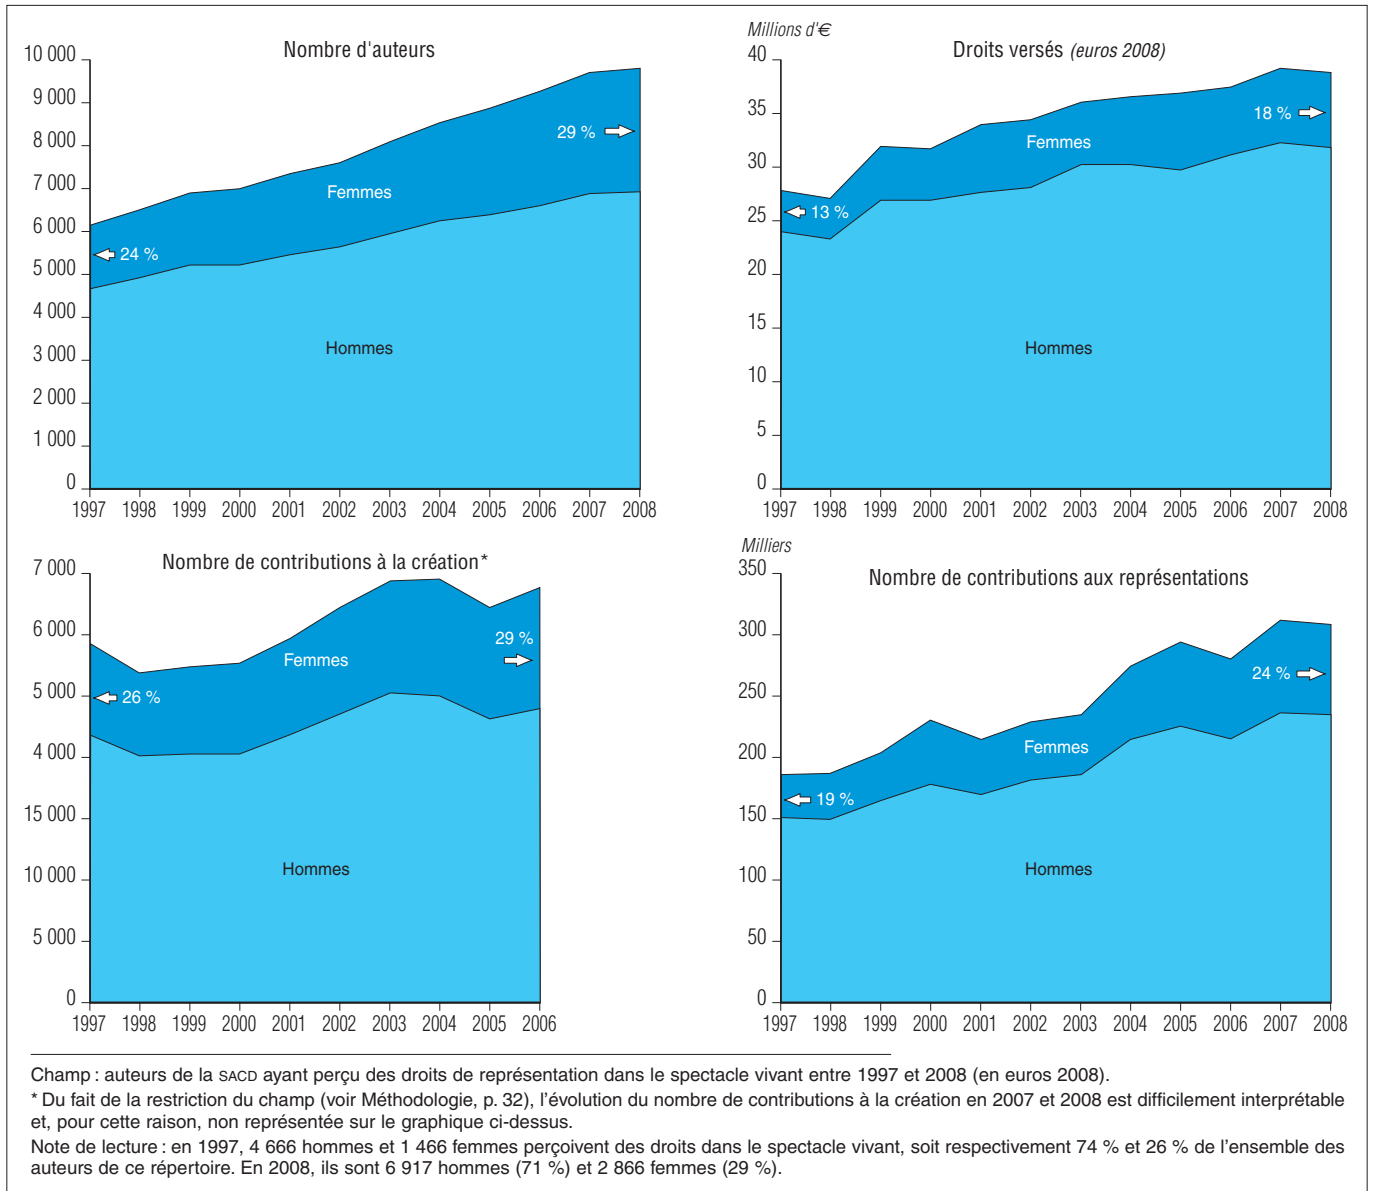 Nombre d'auteurs
10 000
9 000
8 000
7 000
6 000
5 000
4 000
3 000
2 000
1 000
0
29 %
Femmes
24 %
Hommes
1997 1998 1999 2000 2001 2002 2003 2004 2005 2006 2007 2008
Millions d'€
Droits versés (euros 2008)
40
35
30
25
20
15
10
5
0
18 %
Femmes
13 %
Hommes
1997 1998 1999 2000 2001 2002 2003 2004 2005 2006 2007 2008
Nombre de contributions à la création*
7 000
6 000
5 000
4 000
15 000
10 000
5 000
0
29 %
Femmes
26 %
Hommes
1997 1998 1999 2000 2001 2002 2003 2004 2005 2006
Milliers
Nombre de contributions aux représentations
350
300
250
200
150
100
50
0
24 %
Femmes
19 %
Hommes
1997 1998 1999 2000 2001 2002 2003 2004 2005 2006 2007 2008
Champ : auteurs de la SACD ayant perçu des droits de représentation dans le spectacle vivant entre 1997 et 2008 (en euros 2008).
* Du fait de la restriction du champ (voir Méthodologie, p. 32), l'évolution du nombre de contributions à la création en 2007 et 2008 est difficilement interprétable
et, pour cette raison, non représentée sur le graphique ci-dessus.
Note de lecture : en 1997, 4 666 hommes et 1 466 femmes perçoivent des droits dans le spectacle vivant, soit respectivement 74 % et 26 % de l'ensemble des
auteurs de ce répertoire. En 2008, ils sont 6 917 hommes (71 %) et 2 866 femmes (29 %).